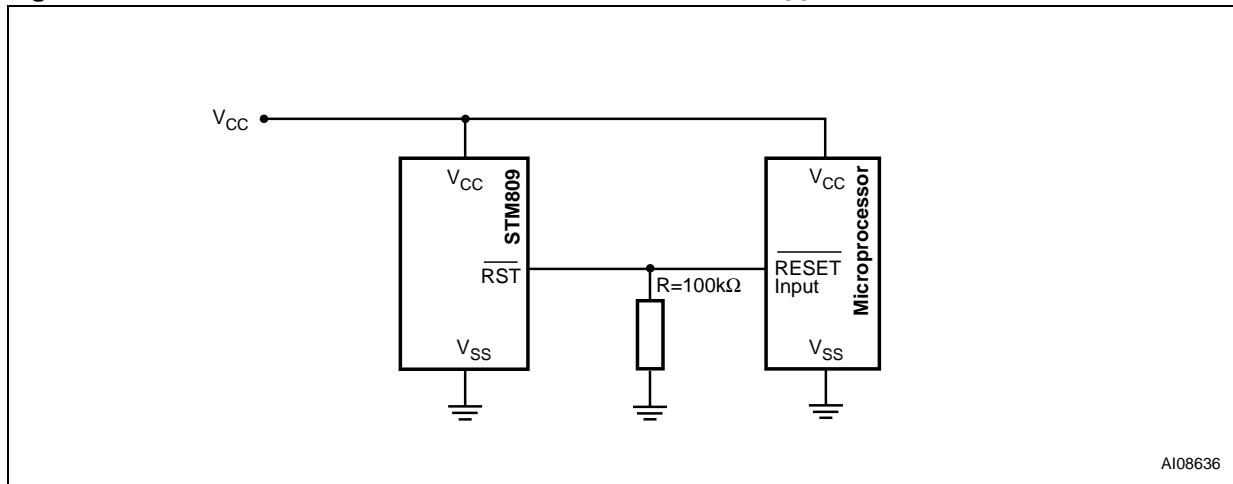 VCC
VCC
STM809
RST
VSS
R=100kΩ
VCC
RESET
Input
Microprocessor
VSS
AI08636